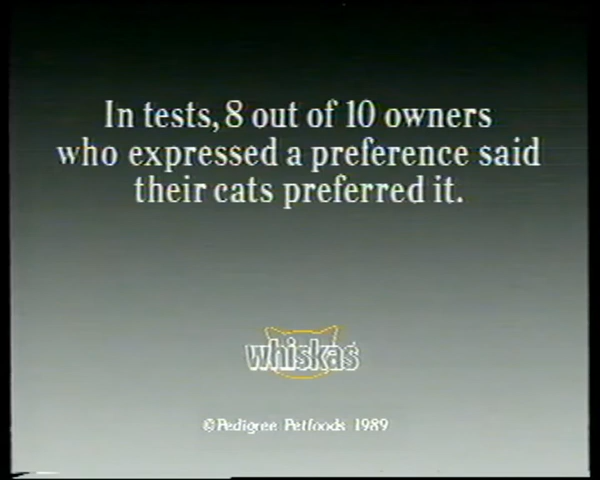 In tests, 8 out of 10 owners
who expressed a preference said
their cats preferred it.
whiskas
©Pedigree Petfoods 1989